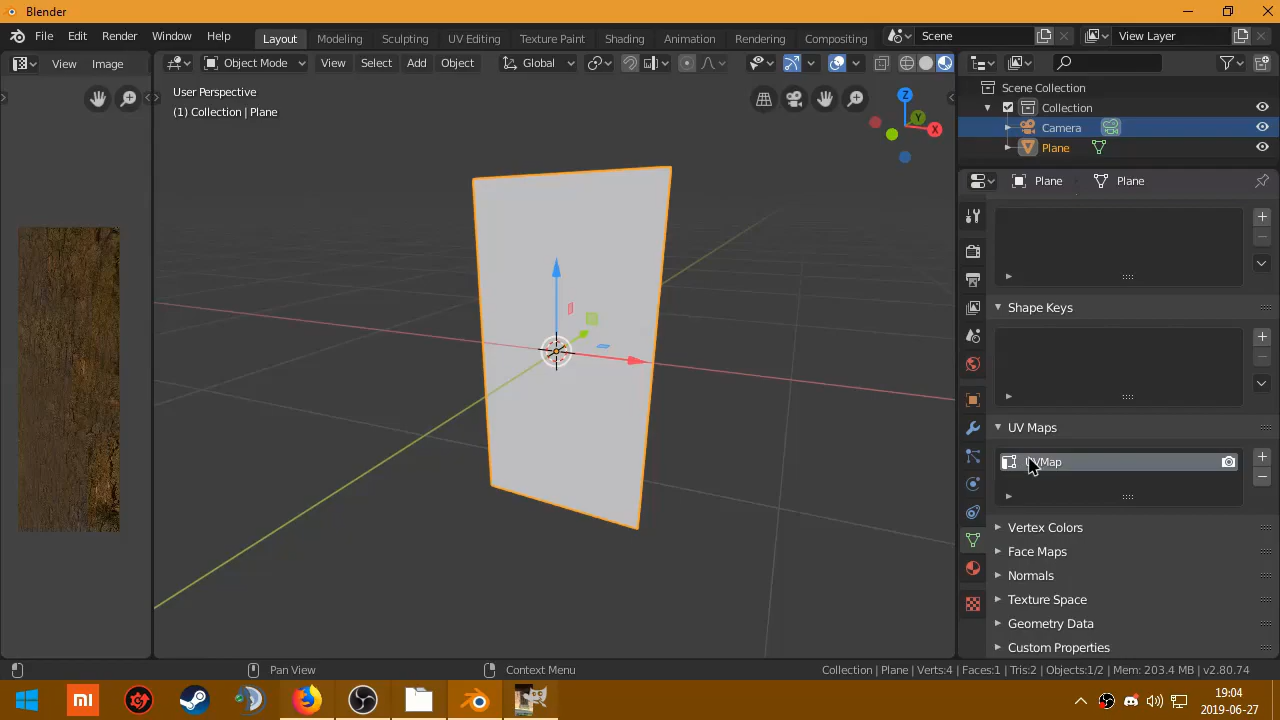 Blender
File Edit Render Window Help
Layout Modeling Sculpting UV Editing Texture Paint Shading Animation Rendering Compositing
Scene View Layer
View Image
Object Mode View Select Add Object Global
User Perspective
(1) Collection | Plane
Z
Y
X
Scene Collection
Collection
Camera
Plane
Plane Plane
Shape Keys
UV Maps
UVMap
Vertex Colors
Face Maps
Normals
Texture Space
Geometry Data
Custom Properties
Pan View Context Menu Collection | Plane | Verts:4 | Faces:1 | Tris:2 | Objects:1/2 | Mem: 203.4 MB | v2.80.74
19:04
2019-06-27